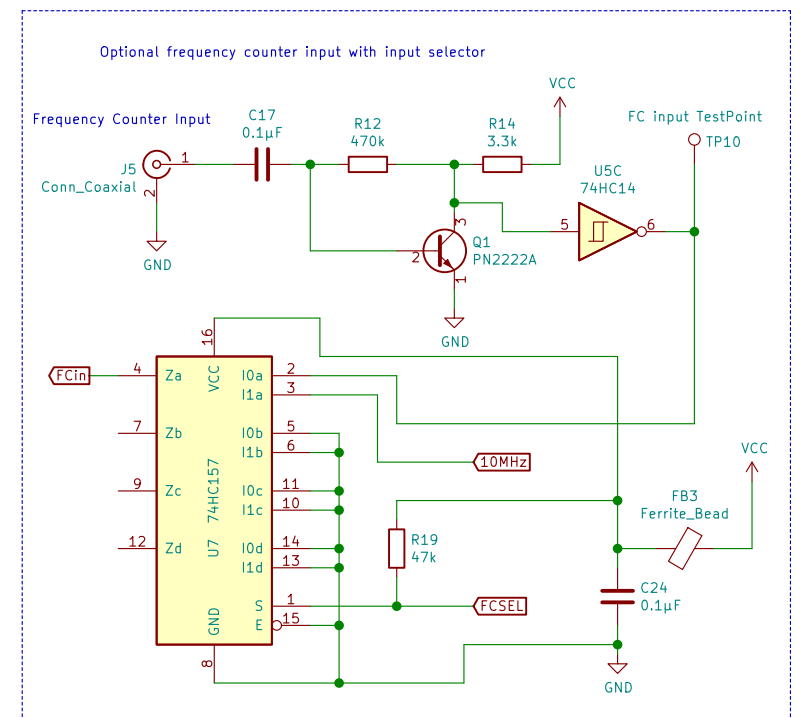 Optional frequency counter input with input selector
Frequency Counter Input
C17
0.1µF
R12
470k
R14
3.3k
VCC
FC input TestPoint
TP10
J5
Conn_Coaxial
1
2
GND
U5C
74HC14
5
6
3
Q1
PN2222A
2
1
GND
16
VCC
FCin
4
Za
I0a
2
I1a
3
7
Zb
I0b
5
I1b
6
10MHz
VCC
9
Zc
I0c
11
I1c
10
U7
74HC157
FB3
Ferrite_Bead
12
Zd
I0d
14
I1d
13
R19
47k
S
1
FCSEL
C24
0.1µF
GND
E
15
8
GND